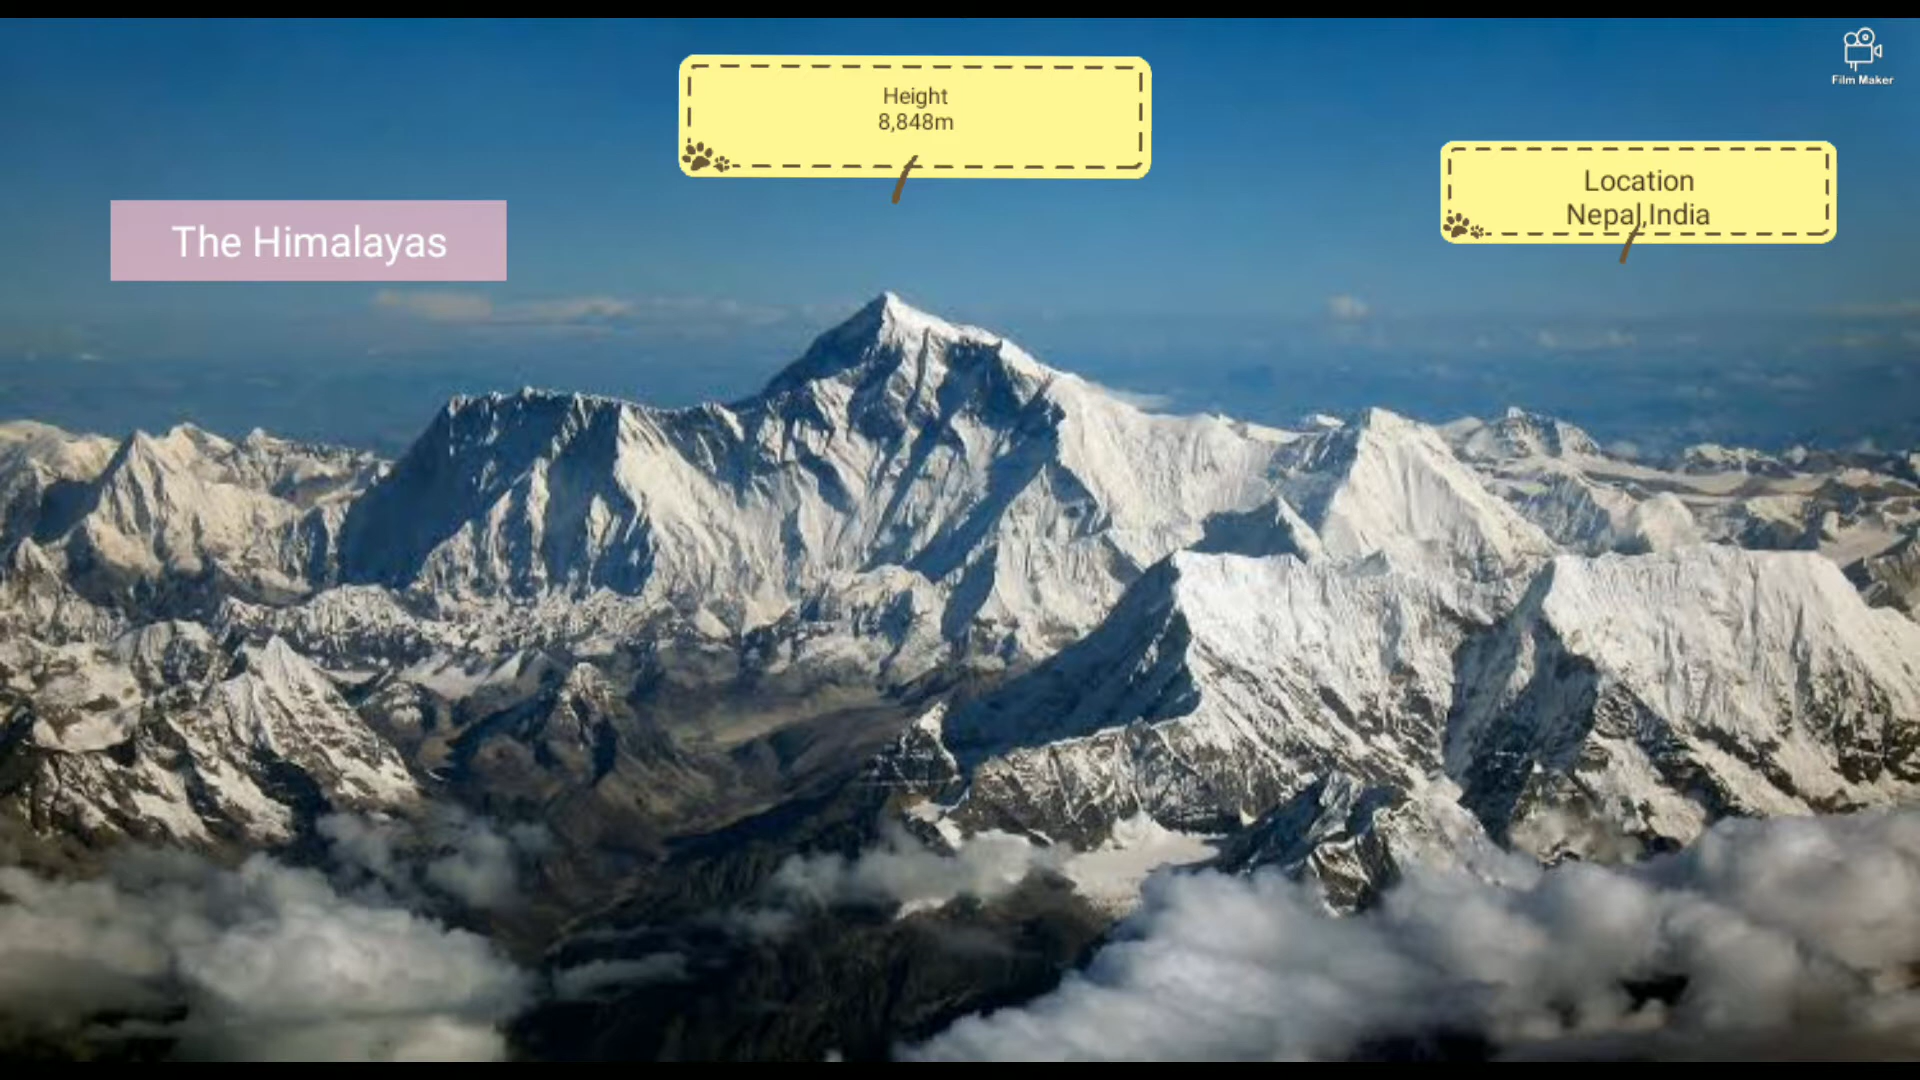 Film Maker
Height
8,848m
Location
Nepal,India
The Himalayas